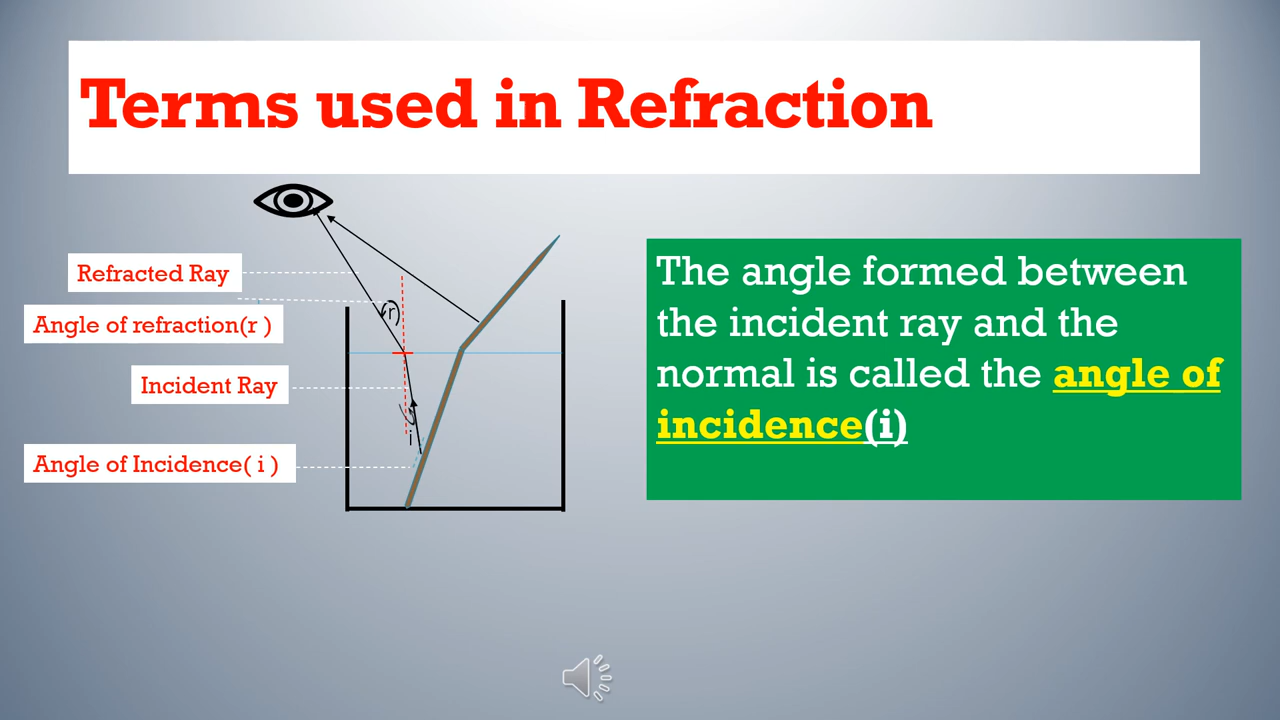 Terms used in Refraction
Refracted Ray
Angle of refraction(r )
r)
Incident Ray
i
Angle of Incidence( i )
The angle formed between
the incident ray and the
normal is called the angle of
incidence(i)